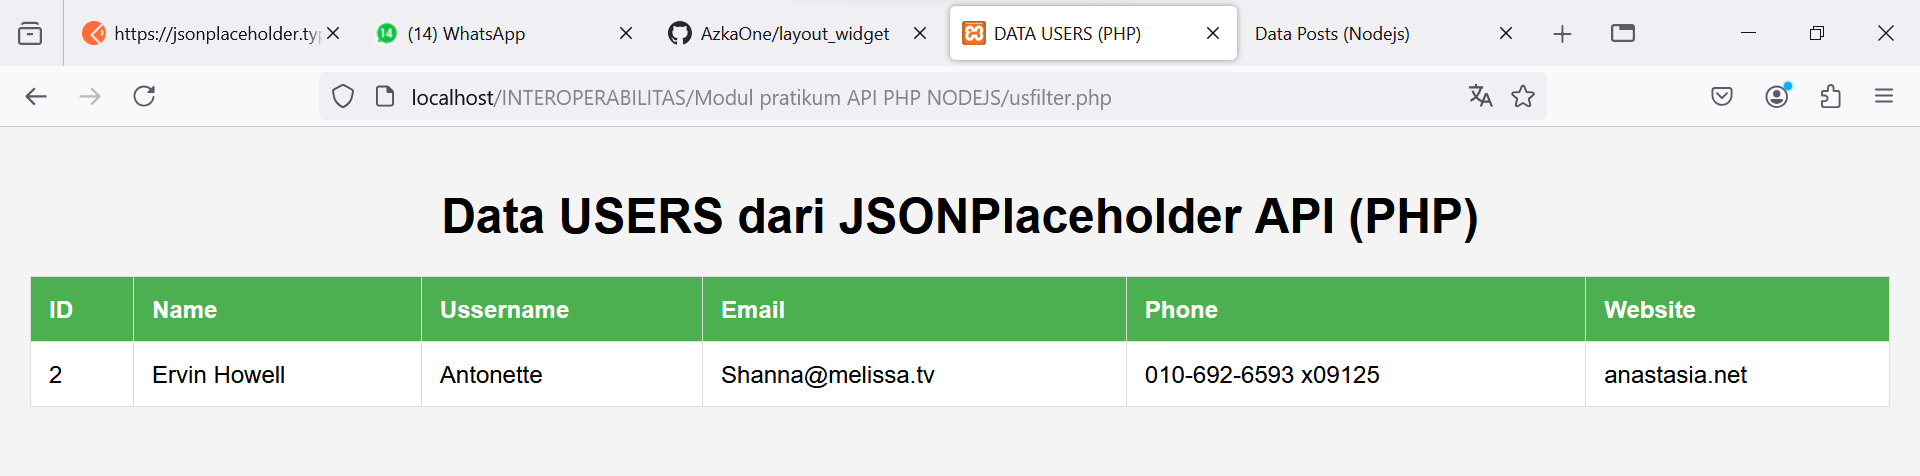 https://jsonplaceholder.typ
14
(14) WhatsApp
AzkaOne/layout_widget
DATA USERS (PHP)
Data Posts (Nodejs)
localhost/INTEROPERABILITAS/Modul pratikum API PHP NODEJS/usfilter.php
Data USERS dari JSONPlaceholder API (PHP)
ID Name Ussername Email Phone Website
2 Ervin Howell Antonette Shanna@melissa.tv 010-692-6593 x09125 anastasia.net